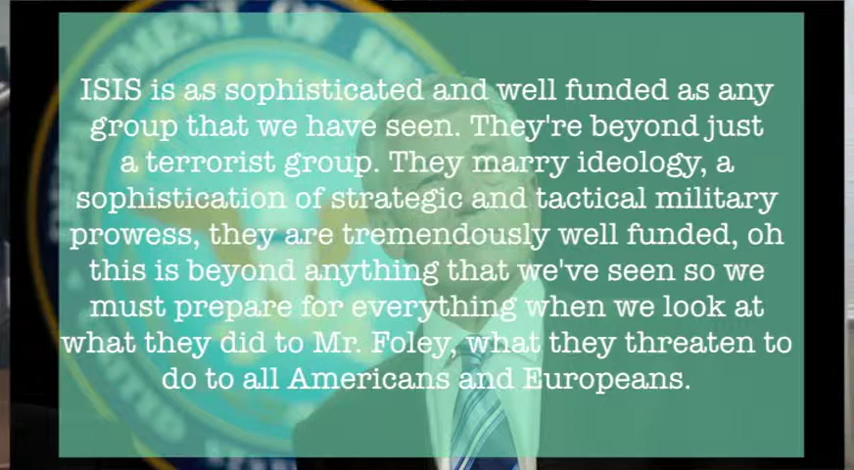 ISIS is as sophisticated and well funded as any
group that we have seen. They're beyond just
a terrorist group. They marry ideology, a
sophistication of strategic and tactical military
prowess, they are tremendously well funded, oh
this is beyond anything that we've seen so we
must prepare for everything when we look at
what they did to Mr. Foley, what they threaten to
do to all Americans and Europeans.